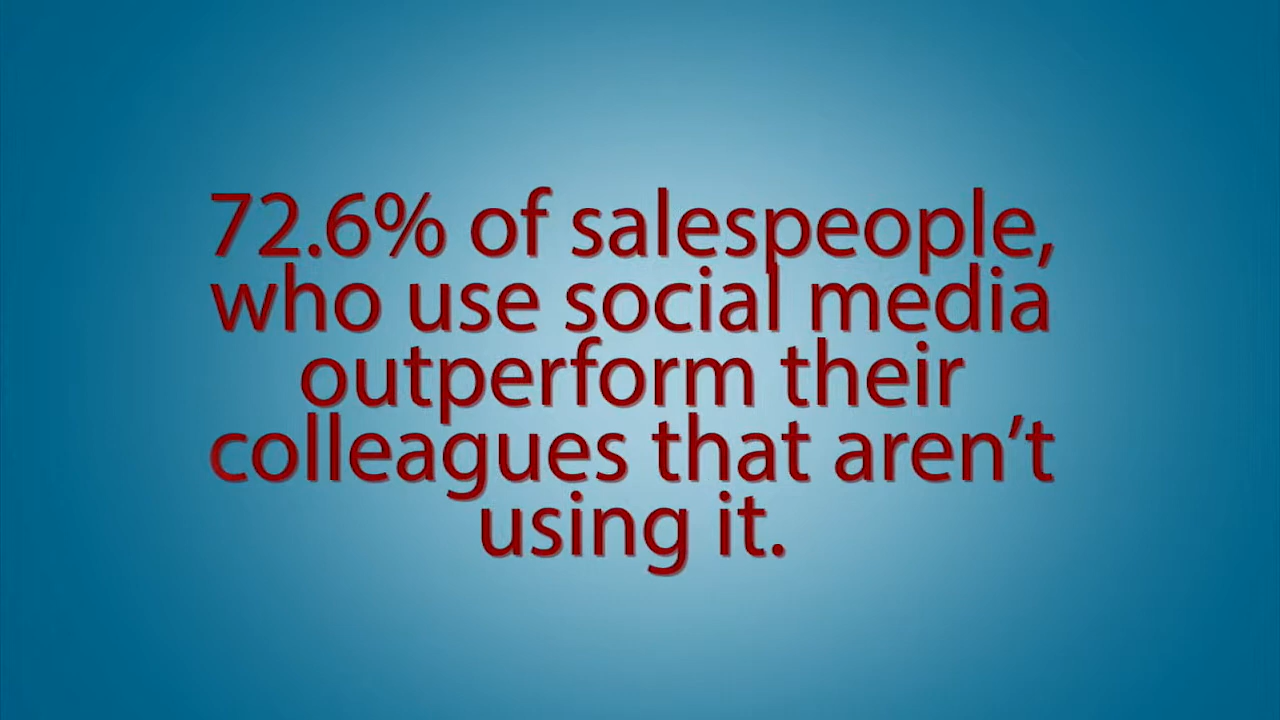 72.6% of salespeople,
who use social media
outperform their
colleagues that aren’t
using it.